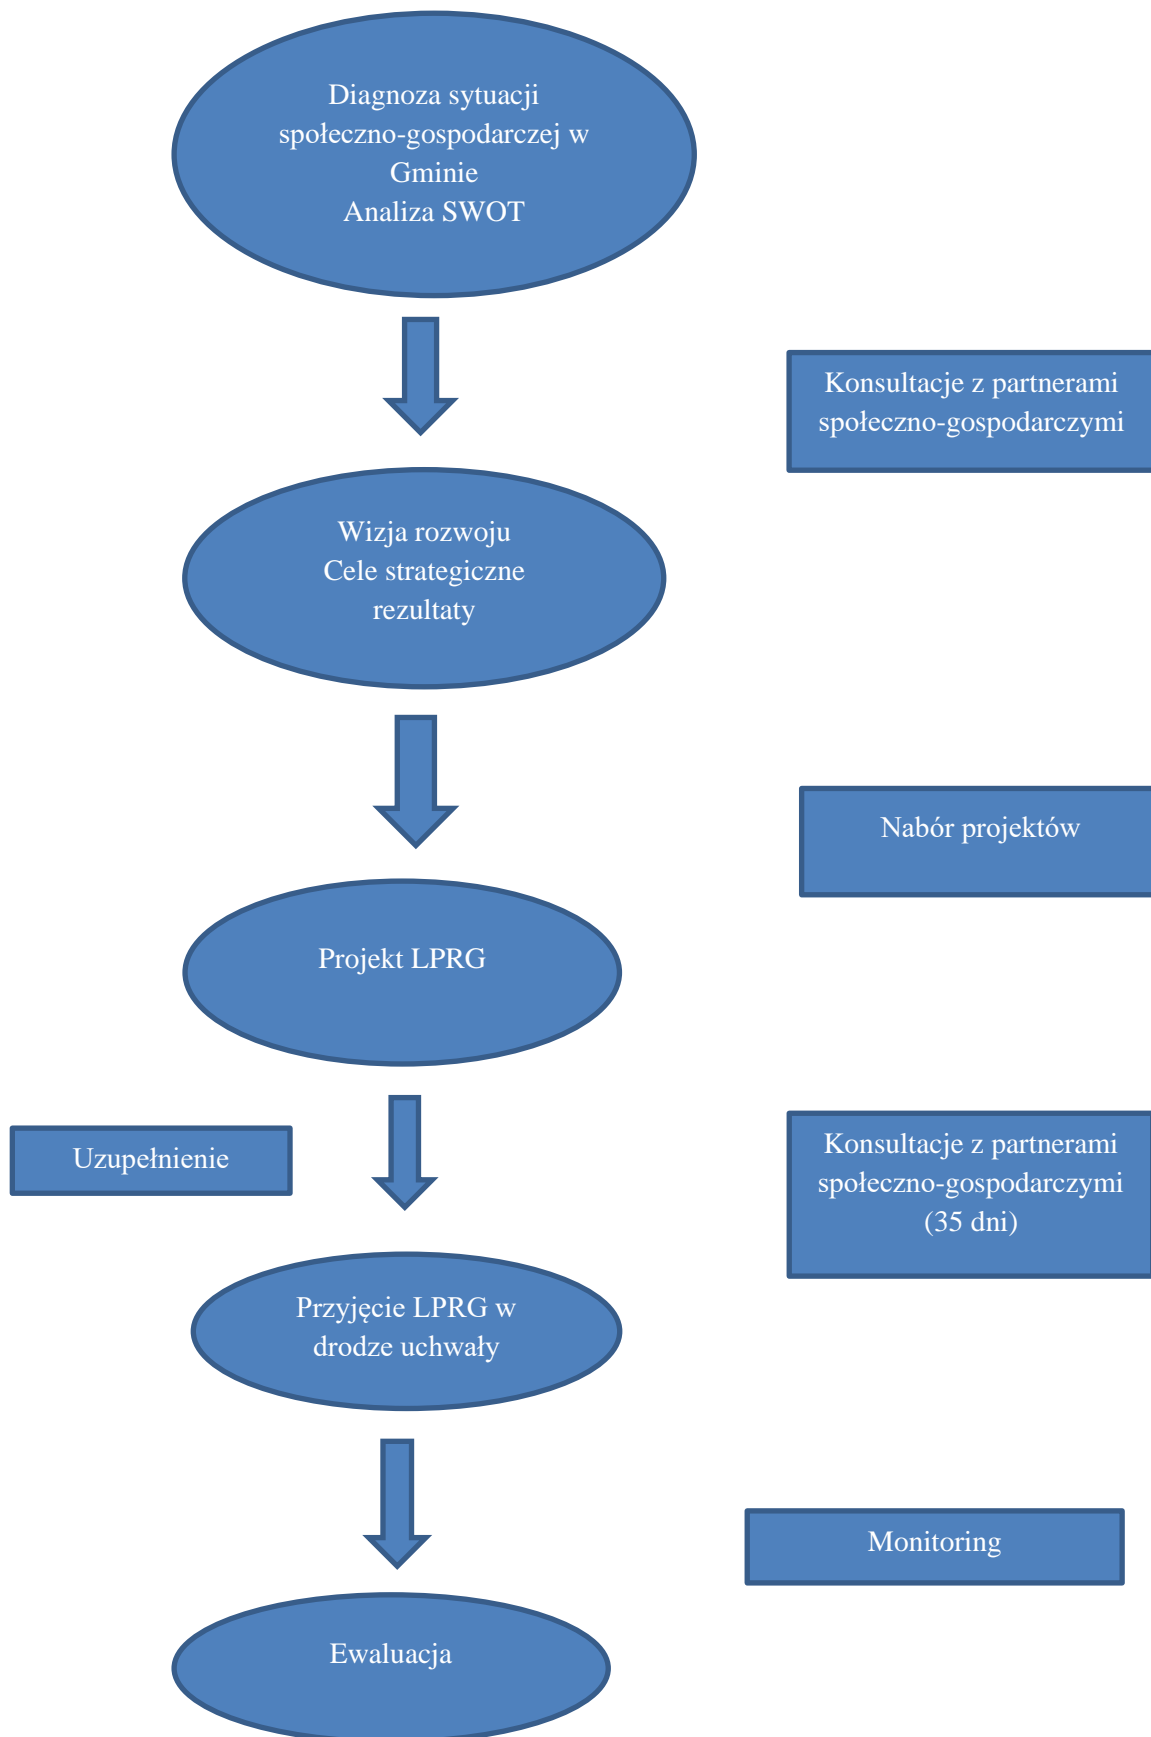 Diagnoza sytuacji
społeczno-gospodarczej w
Gminie
Analiza SWOT
Konsultacje z partnerami
społeczno-gospodarczymi
Wizja rozwoju
Cele strategiczne
rezultaty
Nabór projektów
Projekt LPRG
Uzupełnienie
Konsultacje z partnerami
społeczno-gospodarczymi
(35 dni)
Przyjęcie LPRG w
drodze uchwały
Monitoring
Ewaluacja